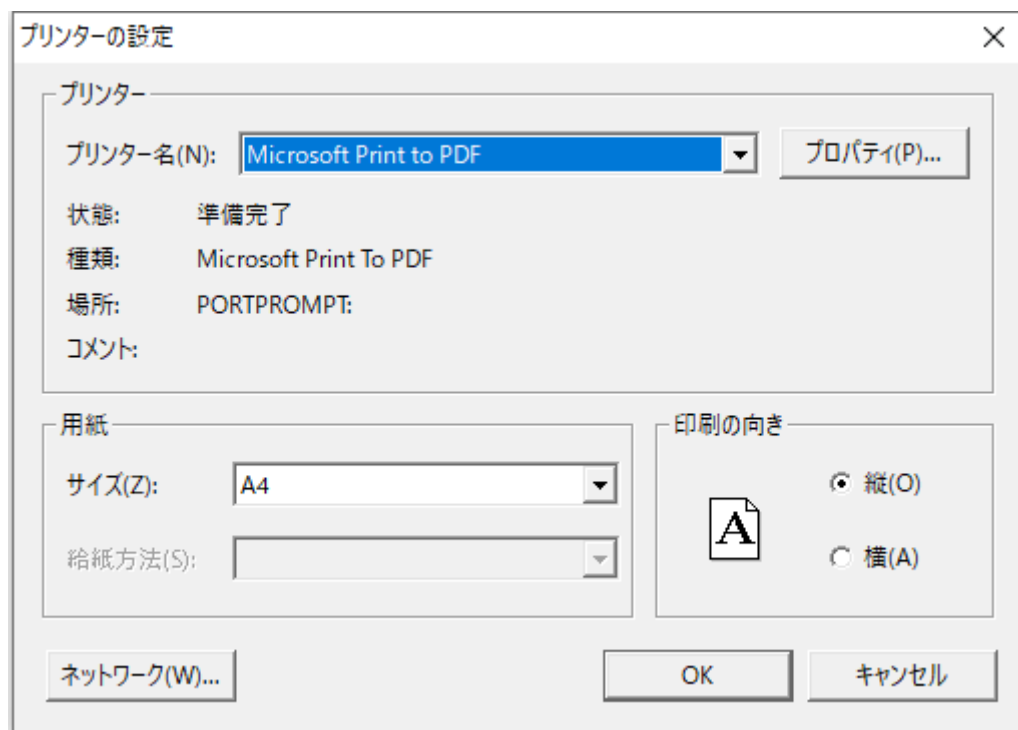 プリンターの設定
プリンター
プリンター名(N): Microsoft Print to PDF プロパティ(P)...
状態: 準備完了
種類: Microsoft Print To PDF
場所: PORTPROMPT:
コメント:
用紙
サイズ(Z): A4
給紙方法(S):
印刷の向き
A
縦(O)
横(A)
ネットワーク(W)... OK キャンセル